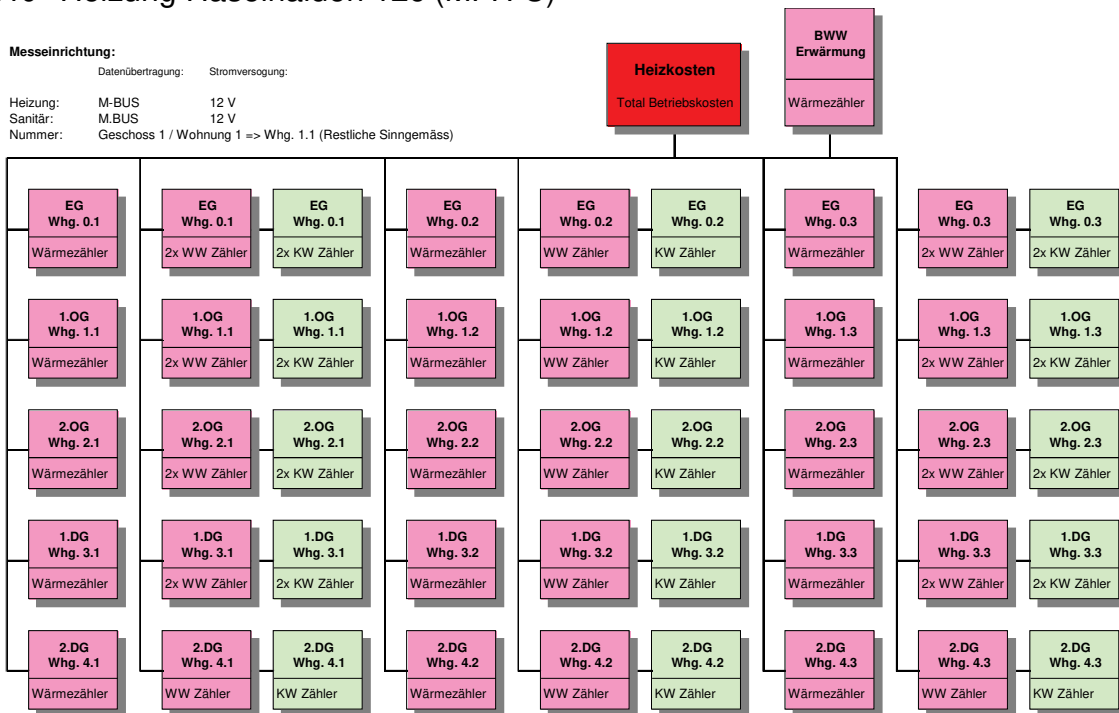 Messeinrichtung:
Datenübertragung: Stromversogung:
Heizung: M-BUS 12 V
Sanitär: M.BUS 12 V
Nummer: Geschoss 1 / Wohnung 1 => Whg. 1.1 (Restliche Sinngemäss)
Heizkosten
Total Betriebskosten
BWW
Erwärmung
Wärmezähler
EG EG EG EG EG EG EG EG EG
Whg. 0.1 Whg. 0.1 Whg. 0.1 Whg. 0.2 Whg. 0.2 Whg. 0.2 Whg. 0.3 Whg. 0.3 Whg. 0.3
Wärmezähler 2x WW Zähler 2x KW Zähler Wärmezähler WW Zähler KW Zähler Wärmezähler 2x WW Zähler 2x KW Zähler
1.OG 1.OG 1.OG 1.OG 1.OG 1.OG 1.OG 1.OG 1.OG
Whg. 1.1 Whg. 1.1 Whg. 1.1 Whg. 1.2 Whg. 1.2 Whg. 1.2 Whg. 1.3 Whg. 1.3 Whg. 1.3
Wärmezähler 2x WW Zähler 2x KW Zähler Wärmezähler WW Zähler KW Zähler Wärmezähler 2x WW Zähler 2x KW Zähler
2.OG 2.OG 2.OG 2.OG 2.OG 2.OG 2.OG 2.OG 2.OG
Whg. 2.1 Whg. 2.1 Whg. 2.1 Whg. 2.2 Whg. 2.2 Whg. 2.2 Whg. 2.3 Whg. 2.3 Whg. 2.3
Wärmezähler 2x WW Zähler 2x KW Zähler Wärmezähler WW Zähler KW Zähler Wärmezähler 2x WW Zähler 2x KW Zähler
1.DG 1.DG 1.DG 1.DG 1.DG 1.DG 1.DG 1.DG 1.DG
Whg. 3.1 Whg. 3.1 Whg. 3.1 Whg. 3.2 Whg. 3.2 Whg. 3.2 Whg. 3.3 Whg. 3.3 Whg. 3.3
Wärmezähler 2x WW Zähler 2x KW Zähler Wärmezähler WW Zähler KW Zähler Wärmezähler 2x WW Zähler 2x KW Zähler
2.DG 2.DG 2.DG 2.DG 2.DG 2.DG 2.DG 2.DG 2.DG
Whg. 4.1 Whg. 4.1 Whg. 4.1 Whg. 4.2 Whg. 4.2 Whg. 4.2 Whg. 4.3 Whg. 4.3 Whg. 4.3
Wärmezähler WW Zähler KW Zähler Wärmezähler WW Zähler KW Zähler Wärmezähler WW Zähler KW Zähler